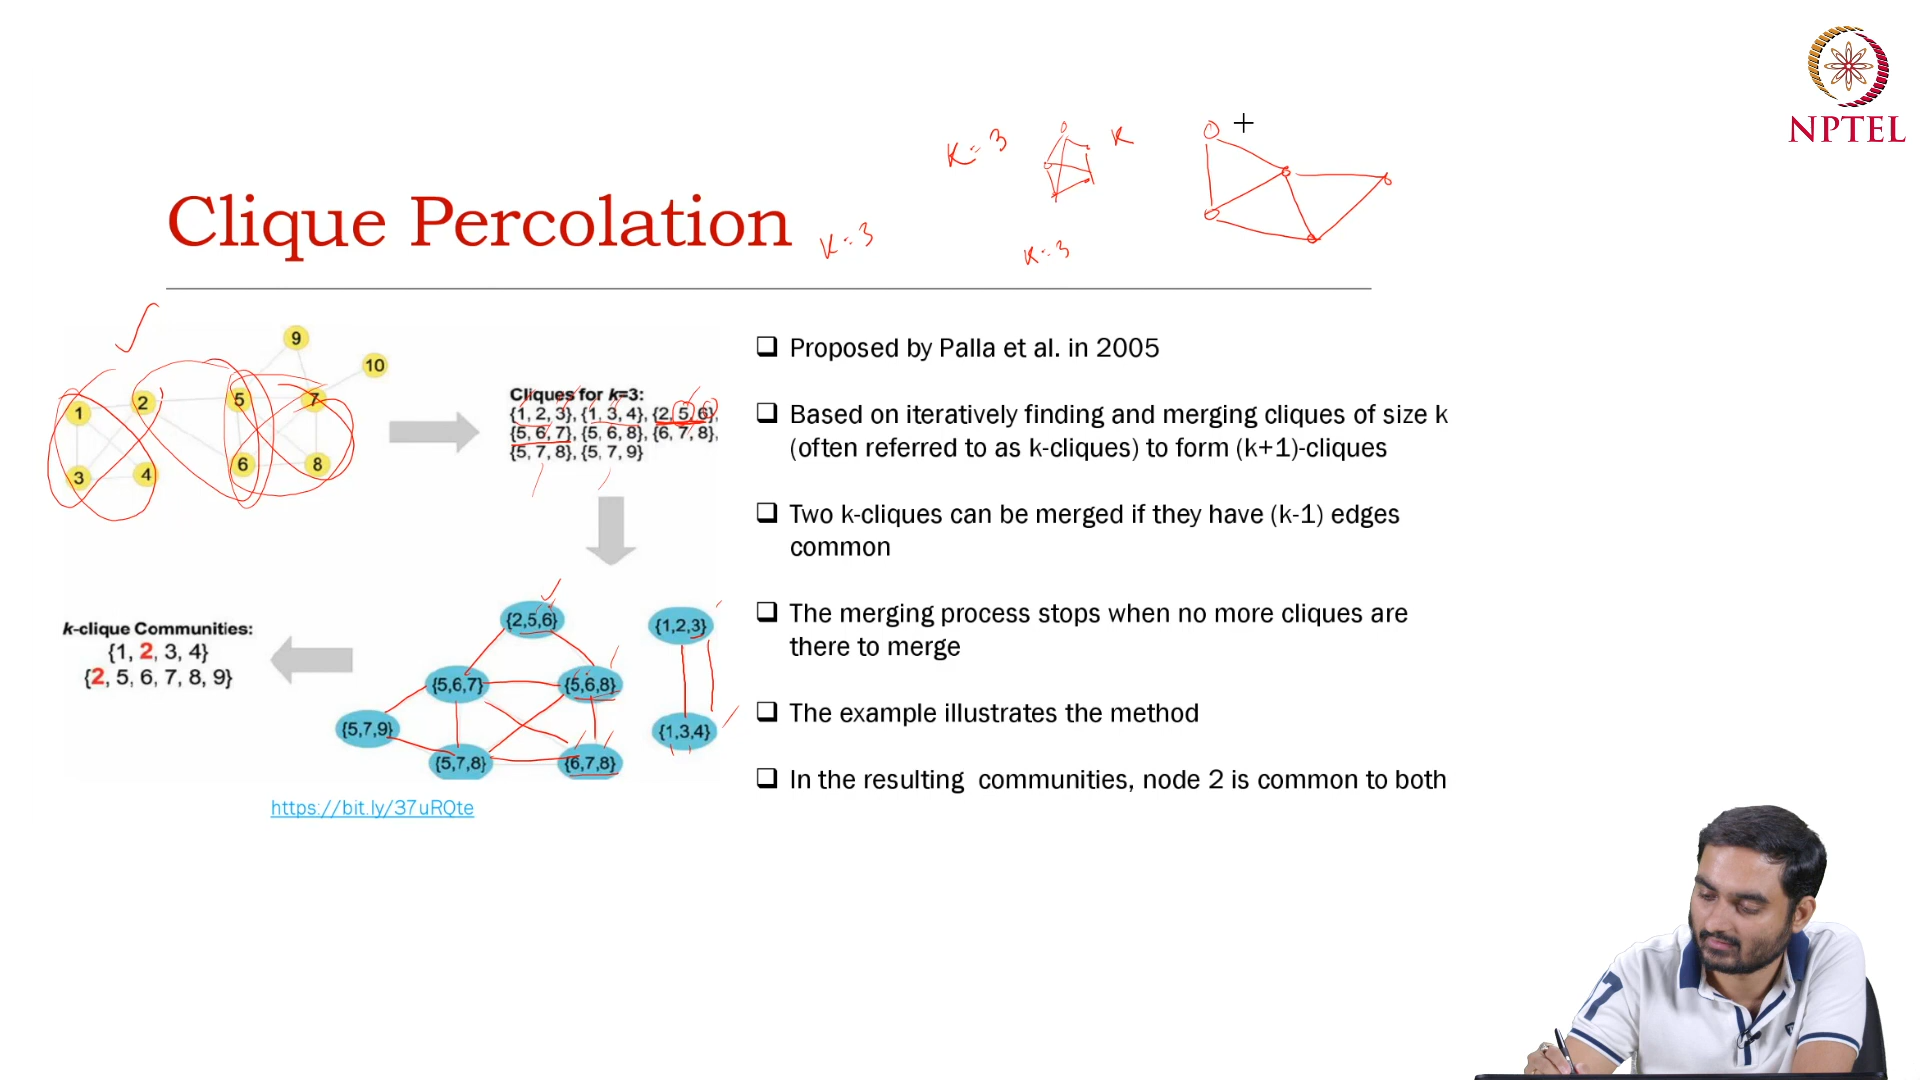 NPTEL
K=3
K
Clique Percolation
K=3
K=3
9
10
1
2
5
7
3
4
6
8
Cliques for k=3:
{1, 2, 3}, {1, 3, 4}, {2, 5, 6},
{5, 6, 7}, {5, 6, 8}, {6, 7, 8},
{5, 7, 8}, {5, 7, 9}
{2,5,6}
{1,2,3}
{5,6,7}
{5,6,8}
{5,7,9}
{1,3,4}
{5,7,8}
{6,7,8}
k-clique Communities:
{1, 2, 3, 4}
{2, 5, 6, 7, 8, 9}
https://bit.ly/37uRQte
❑ Proposed by Palla et al. in 2005
❑ Based on iteratively finding and merging cliques of size k
(often referred to as k-cliques) to form (k+1)-cliques
❑ Two k-cliques can be merged if they have (k-1) edges
common
❑ The merging process stops when no more cliques are
there to merge
❑ The example illustrates the method
❑ In the resulting communities, node 2 is common to both